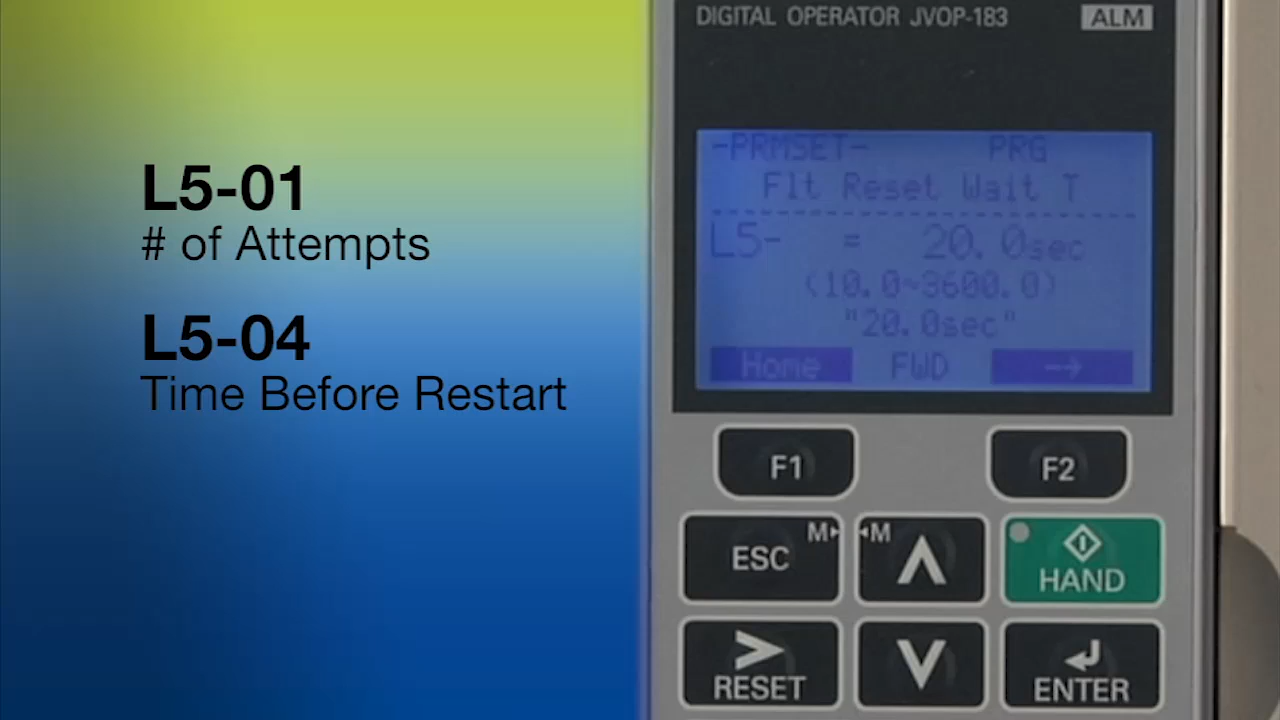 L5-01
# of Attempts
L5-04
Time Before Restart
DIGITAL OPERATOR JVOP-183
ALM
-PRMSET- PRG
Flt Reset Wait T
L5- = 20.0sec
(10.0~3600.0)
"20.0sec"
Home FWD →
F1 F2
ESC M ◂M HAND
RESET ENTER